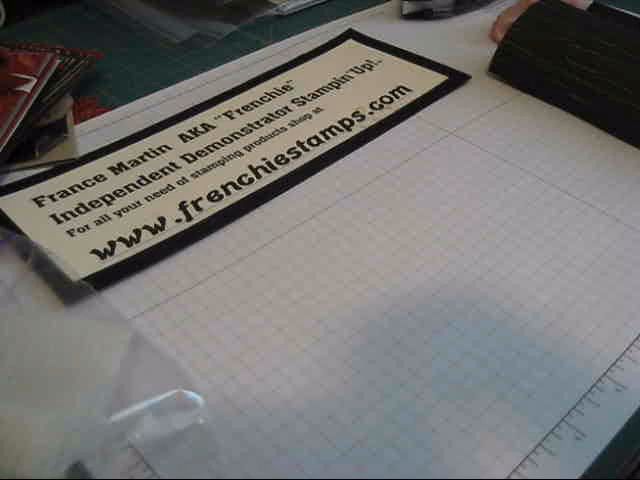 France Martin AKA "Frenchie"
Independent Demonstrator Stampin'Up!..
For all your need of stamping products shop at
www.frenchiestamps.com